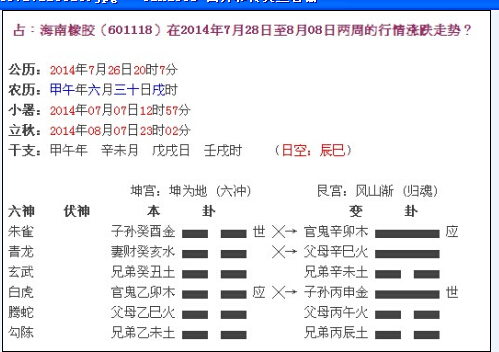 占：海南橡胶（601118）在2014年7月28日至8月08日两周的行情涨跌走势？
公历：2014年7月26日20时7分
农历：甲午年六月三十日戌时
小暑：2014年07月07日12时57分
立秋：2014年08月07日23时02分
干支：甲午年 辛未月 戊戌日 壬戌时 （日空：辰巳）
坤宫：坤为地（六冲） 艮宫：风山渐（归魂）
六神 伏神 本 卦 变 卦
朱雀 子孙癸酉金 世 ╳→ 官鬼辛卯木 应
青龙 妻财癸亥水 ╳→ 父母辛巳火
玄武 兄弟癸丑土 兄弟辛未土
白虎 官鬼乙卯木 应 ╳→ 子孙丙申金 世
腾蛇 父母乙巳火 父母丙午火
勾陈 兄弟乙未土 兄弟丙辰土